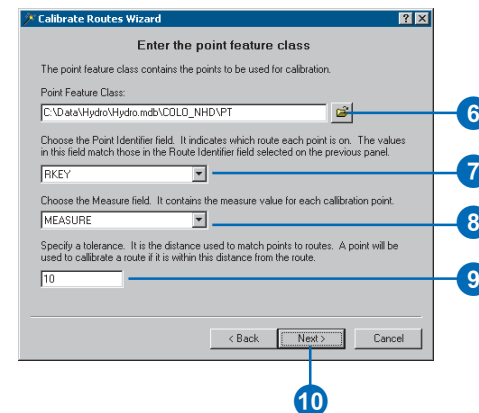 Calibrate Routes Wizard
Enter the point feature class
The point feature class contains the points to be used for calibration.
Point Feature Class:
C:\Data\Hydro\Hydro.mdb\COLO_NHD\PT
6
Choose the Point Identifier field. It indicates which route each point is on. The values
in this field match those in the Route Identifier field selected on the previous panel.
RKEY
7
Choose the Measure field. It contains the measure value for each calibration point.
MEASURE
8
Specify a tolerance. It is the distance used to match points to routes. A point will be
used to callibrate a route if it is within this distance from the route.
10
9
< Back
Next >
Cancel
10